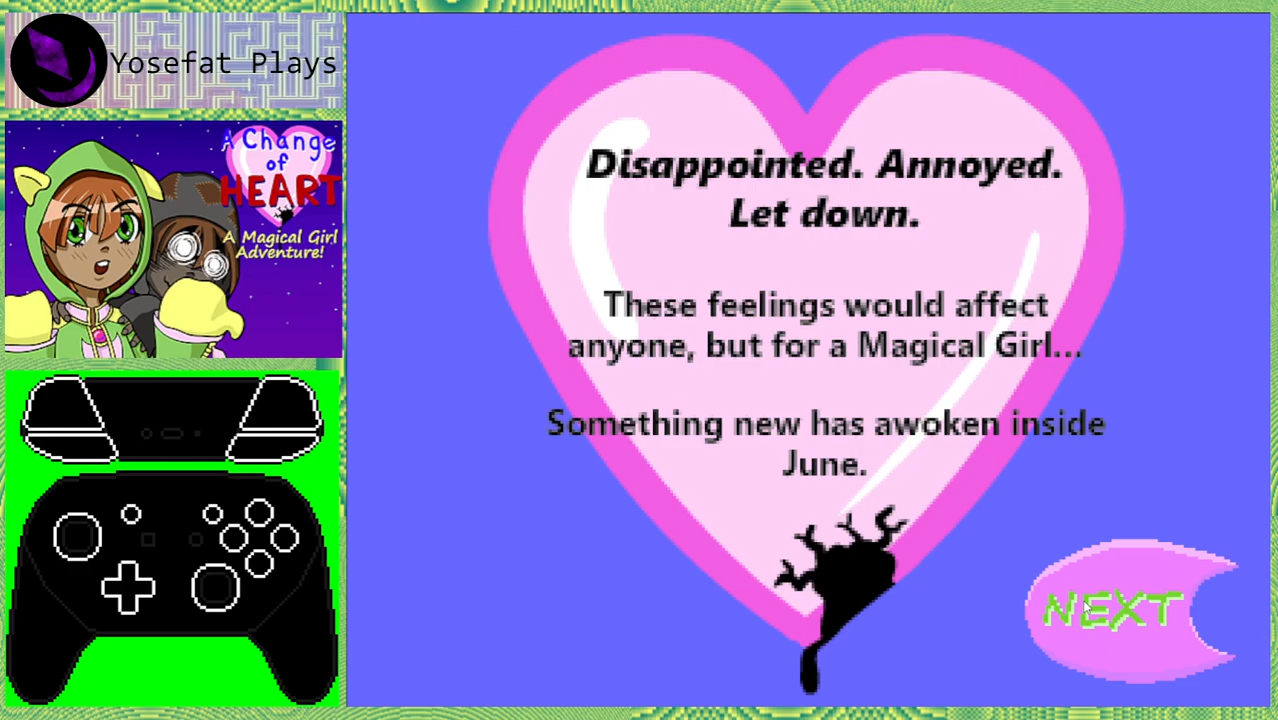 Yosefat Plays
A Change
of
HEART
A Magical Girl
Adventure!
Disappointed. Annoyed.
Let down.
These feelings would affect
anyone, but for a Magical Girl...
Something new has awoken inside
June.
NEXT